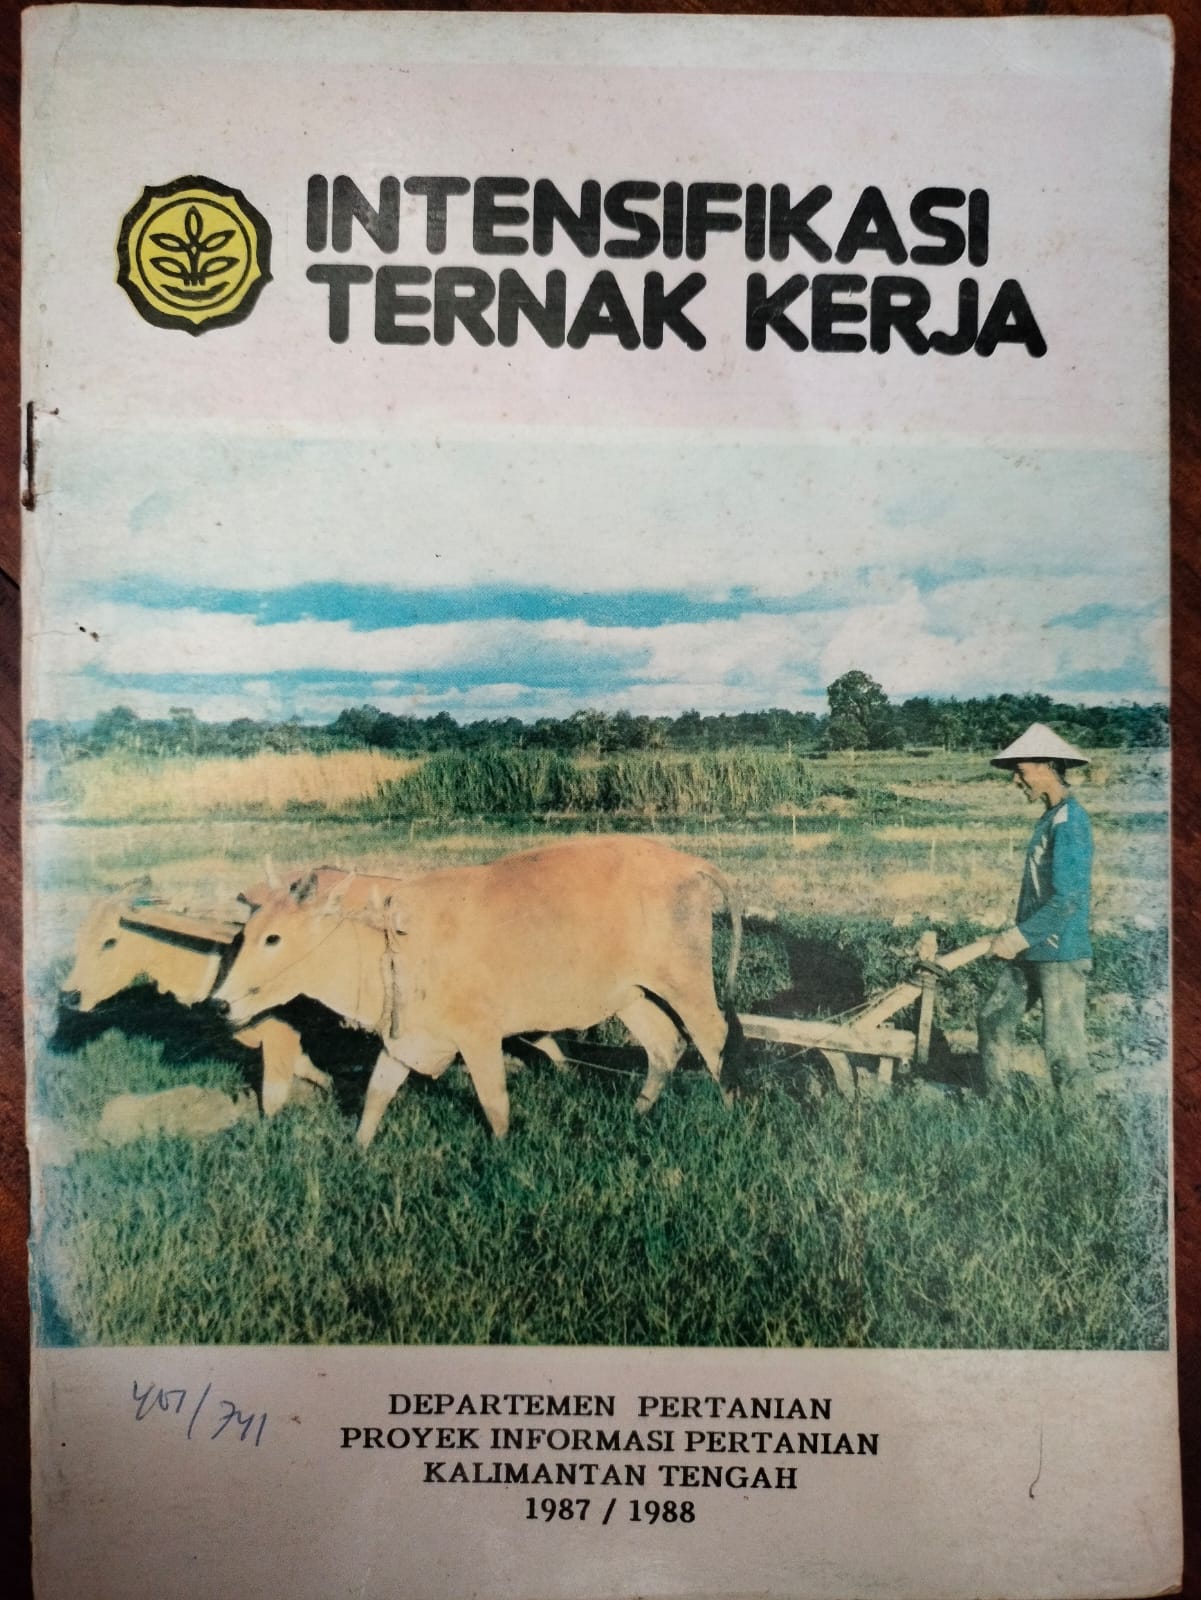 INTENSIFIKASI
TERNAK KERJA
DEPARTEMEN PERTANIAN
PROYEK INFORMASI PERTANIAN
KALIMANTAN TENGAH
1987 / 1988